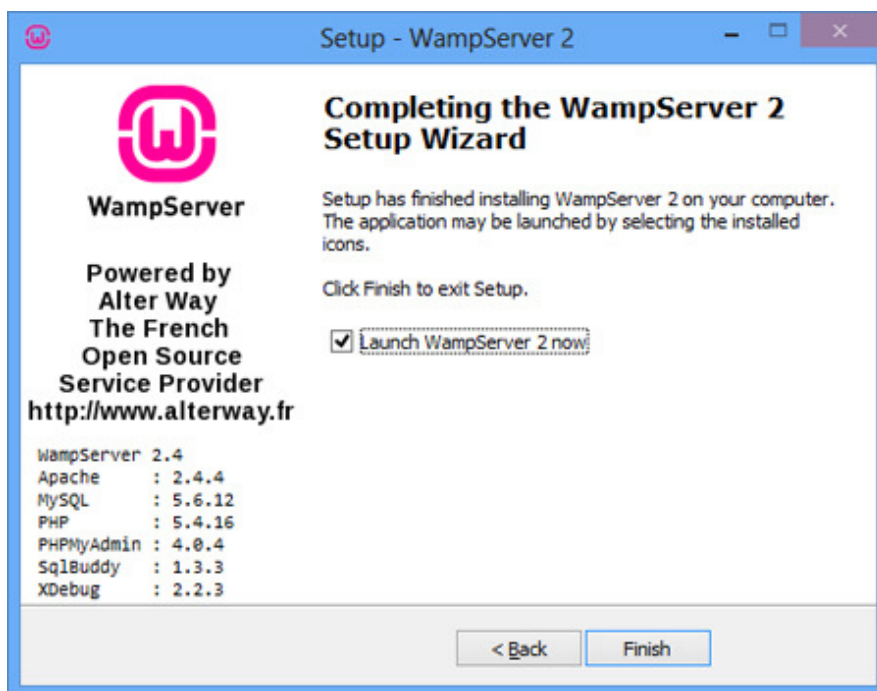 Setup - WampServer 2
WampServer
Powered by
Alter Way
The French
Open Source
Service Provider
http://www.alterway.fr
WampServer 2.4
Apache : 2.4.4
MySQL : 5.6.12
PHP : 5.4.16
PHPMyAdmin : 4.0.4
SqlBuddy : 1.3.3
XDebug : 2.2.3
Completing the WampServer 2
Setup Wizard
Setup has finished installing WampServer 2 on your computer.
The application may be launched by selecting the installed
icons.
Click Finish to exit Setup.
Launch WampServer 2 now
< Back
Finish